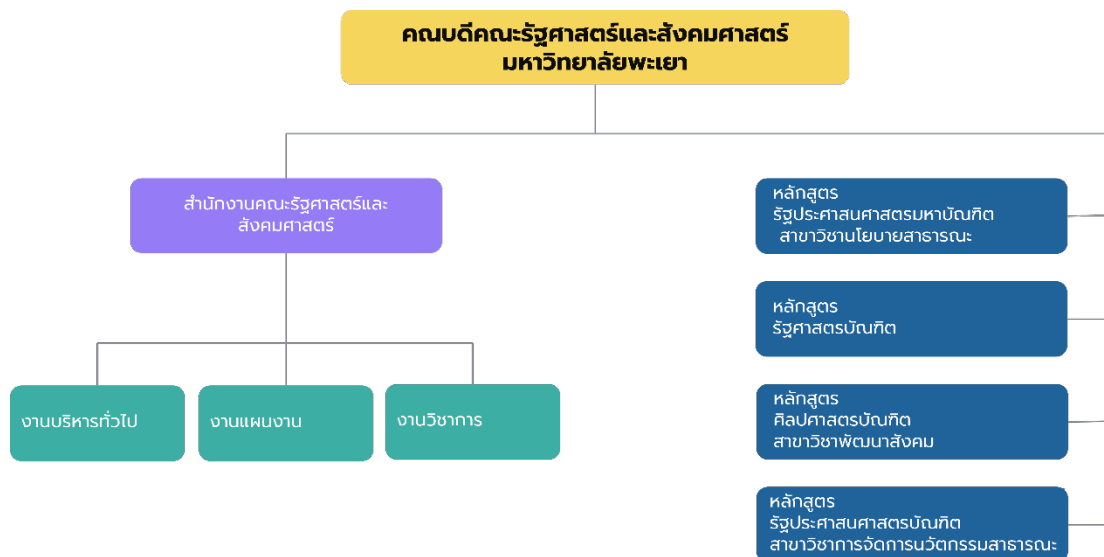 คณบดีคณะรัฐศาสตร์และสังคมศาสตร์
มหาวิทยาลัยพะเยา
สำนักงานคณะรัฐศาสตร์และ
สังคมศาสตร์
งานบริหารทั่วไป
งานแผนงาน
งานวิชาการ
หลักสูตร
รัฐประศาสนศาสตรมหาบัณฑิต
สาขาวิชานโยบายสาธารณะ
หลักสูตร
รัฐศาสตรบัณฑิต
หลักสูตร
ศิลปศาสตรบัณฑิต
สาขาวิชาพัฒนาสังคม
หลักสูตร
รัฐประศาสนศาสตรบัณฑิต
สาขาวิชาการจัดการนวัตกรรมสาธารณะ